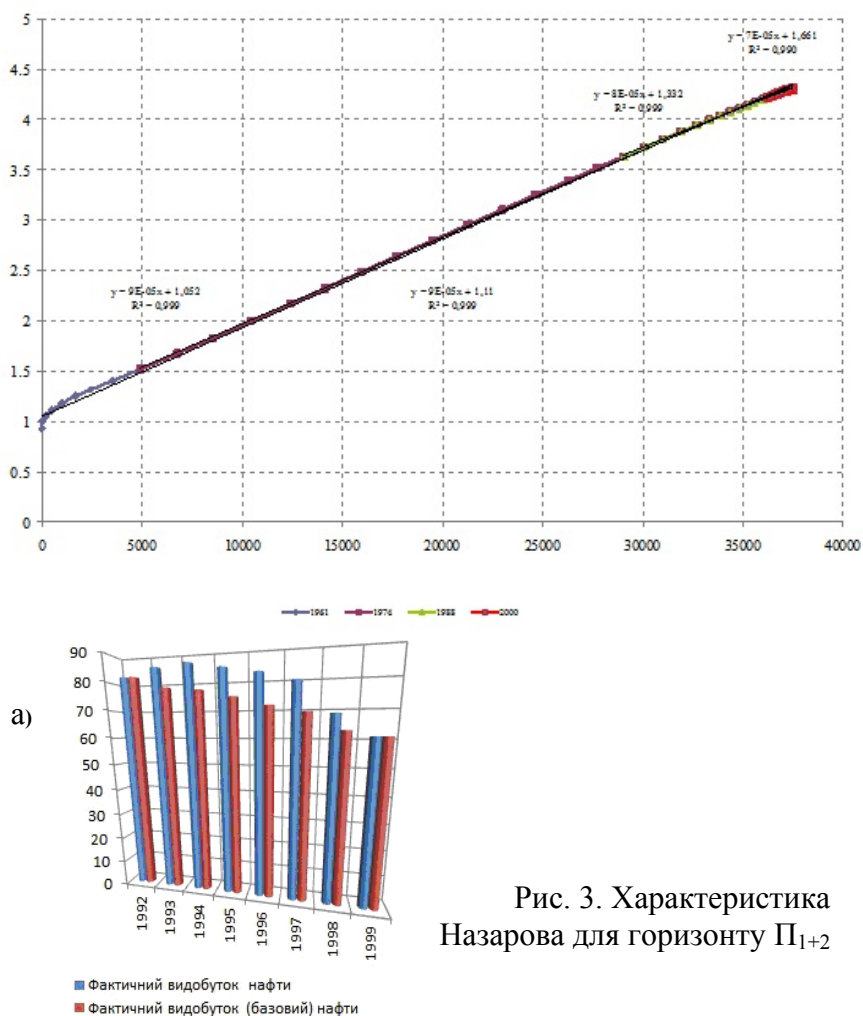 5
4.5
4
3.5
3
2.5
2
1.5
1
0.5
0
y = 7E-05x + 1,661
R² = 0,990
y = 8E-05x + 1,332
R² = 0,999
y = 9E-05x + 1,052
R² = 0,999
y = 9E-05x + 1,11
R² = 0,999
0 5000 10000 15000 20000 25000 30000 35000 40000
1961 1974 1988 2000
а)
90
80
70
60
50
40
30
20
10
0
1992 1993 1994 1995 1996 1997 1998 1999
Рис. 3. Характеристика
Назарова для горизонту П₁₊₂
Фактичний видобуток нафти
Фактичний видобуток (базовий) нафти